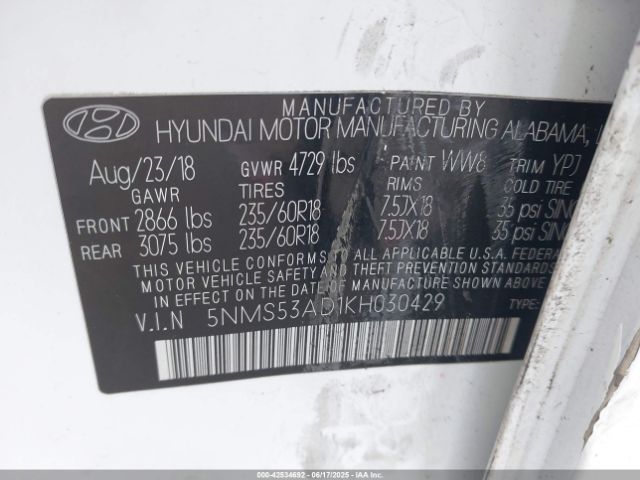 MANUFACTURED BY
HYUNDAI MOTOR MANUFACTURING ALABAMA,
Aug/23/18 GVWR 4729 lbs PAINT WW8 TRIM YPJ
GAWR TIRES RIMS COLD TIRE
FRONT 2866 lbs 235/60R18 7.5JX18 35 psi SING
REAR 3075 lbs 235/60R18 7.5JX18 35 psi SING
THIS VEHICLE CONFORMS TO ALL APPLICABLE U.S.A. FEDERA
MOTOR VEHICLE SAFETY AND THEFT PREVENTION STANDARDS
IN EFFECT ON THE DATE OF MANUFACTURE SHOWN ABOVE
V.I.N 5NMS53AD1KH030429 TYPE:
000-42534692 - 06/17/2025 - IAA Inc.